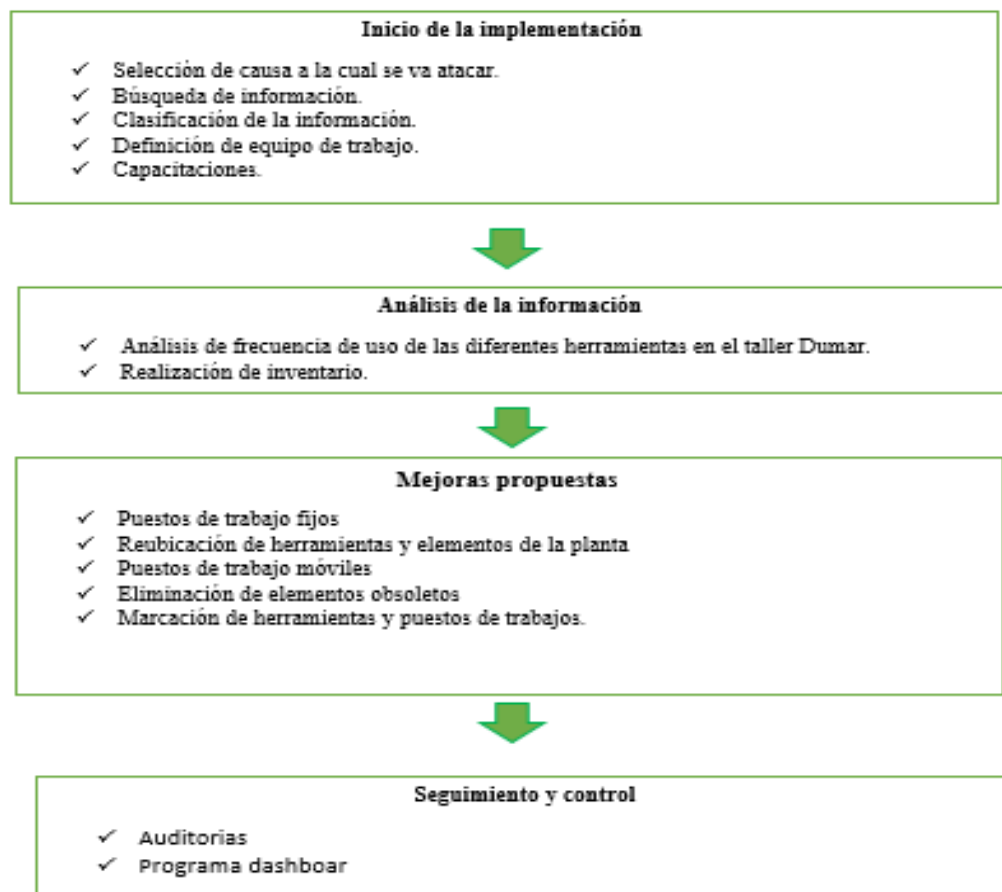 Inicio de la implementación
✓ Selección de causa a la cual se va atacar.
✓ Búsqueda de información.
✓ Clasificación de la información.
✓ Definición de equipo de trabajo.
✓ Capacitaciones.
Análisis de la información
✓ Análisis de frecuencia de uso de las diferentes herramientas en el taller Dumar.
✓ Realización de inventario.
Mejoras propuestas
✓ Puestos de trabajo fijos
✓ Reubicación de herramientas y elementos de la planta
✓ Puestos de trabajo móviles
✓ Eliminación de elementos obsoletos
✓ Marcación de herramientas y puestos de trabajos.
Seguimiento y control
✓ Auditorias
✓ Programa dashboar